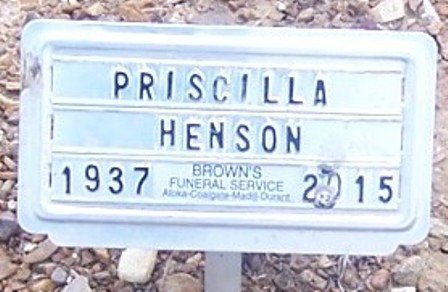 PRISCILLA
HENSON
1937 BROWN'S FUNERAL SERVICE Atoka-Coalgate-Madill-Durant 2015